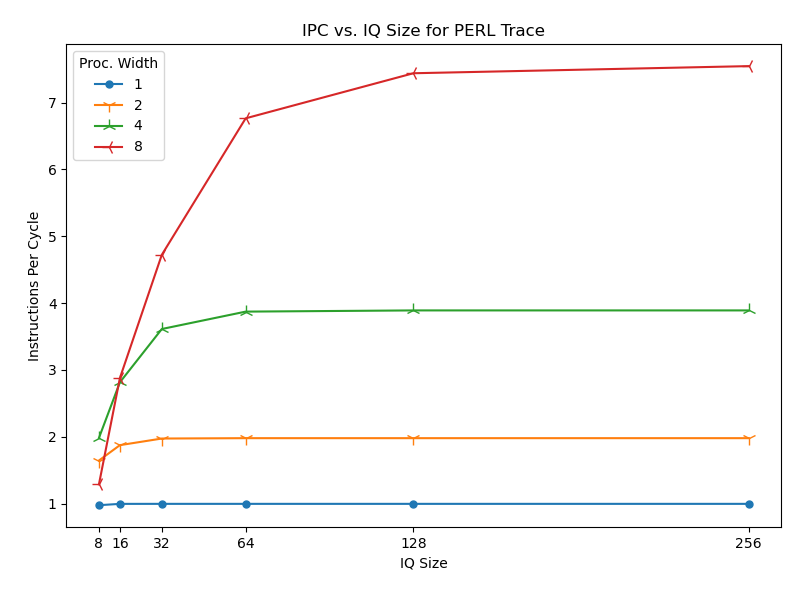 IPC vs. IQ Size for PERL Trace
Proc. Width
1
2
4
8
7
6
5
4
3
2
1
Instructions Per Cycle
8 16 32 64 128 256
IQ Size